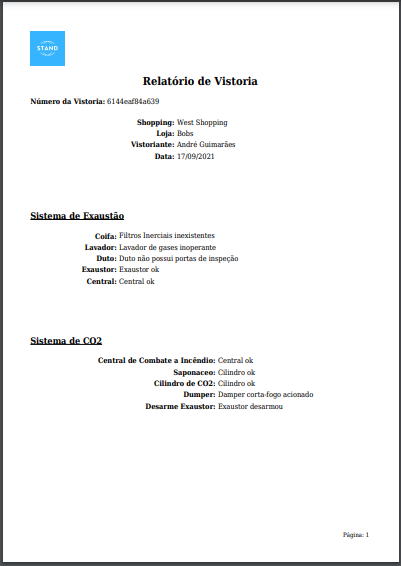 STAND
Relatório de Vistoria
Número da Vistoria: 6144eaf84a639
Shopping: West Shopping
Loja: Bobs
Vistoriante: André Guimarães
Data: 17/09/2021
Sistema de Exaustão
Coifa: Filtros Inerciais inexistentes
Lavador: Lavador de gases inoperante
Duto: Duto não possui portas de inspeção
Exaustor: Exaustor ok
Central: Central ok
Sistema de CO2
Central de Combate a Incêndio: Central ok
Saponaceo: Cilindro ok
Cilindro de CO2: Cilindro ok
Dumper: Damper corta-fogo acionado
Desarme Exaustor: Exaustor desarmou
Página: 1